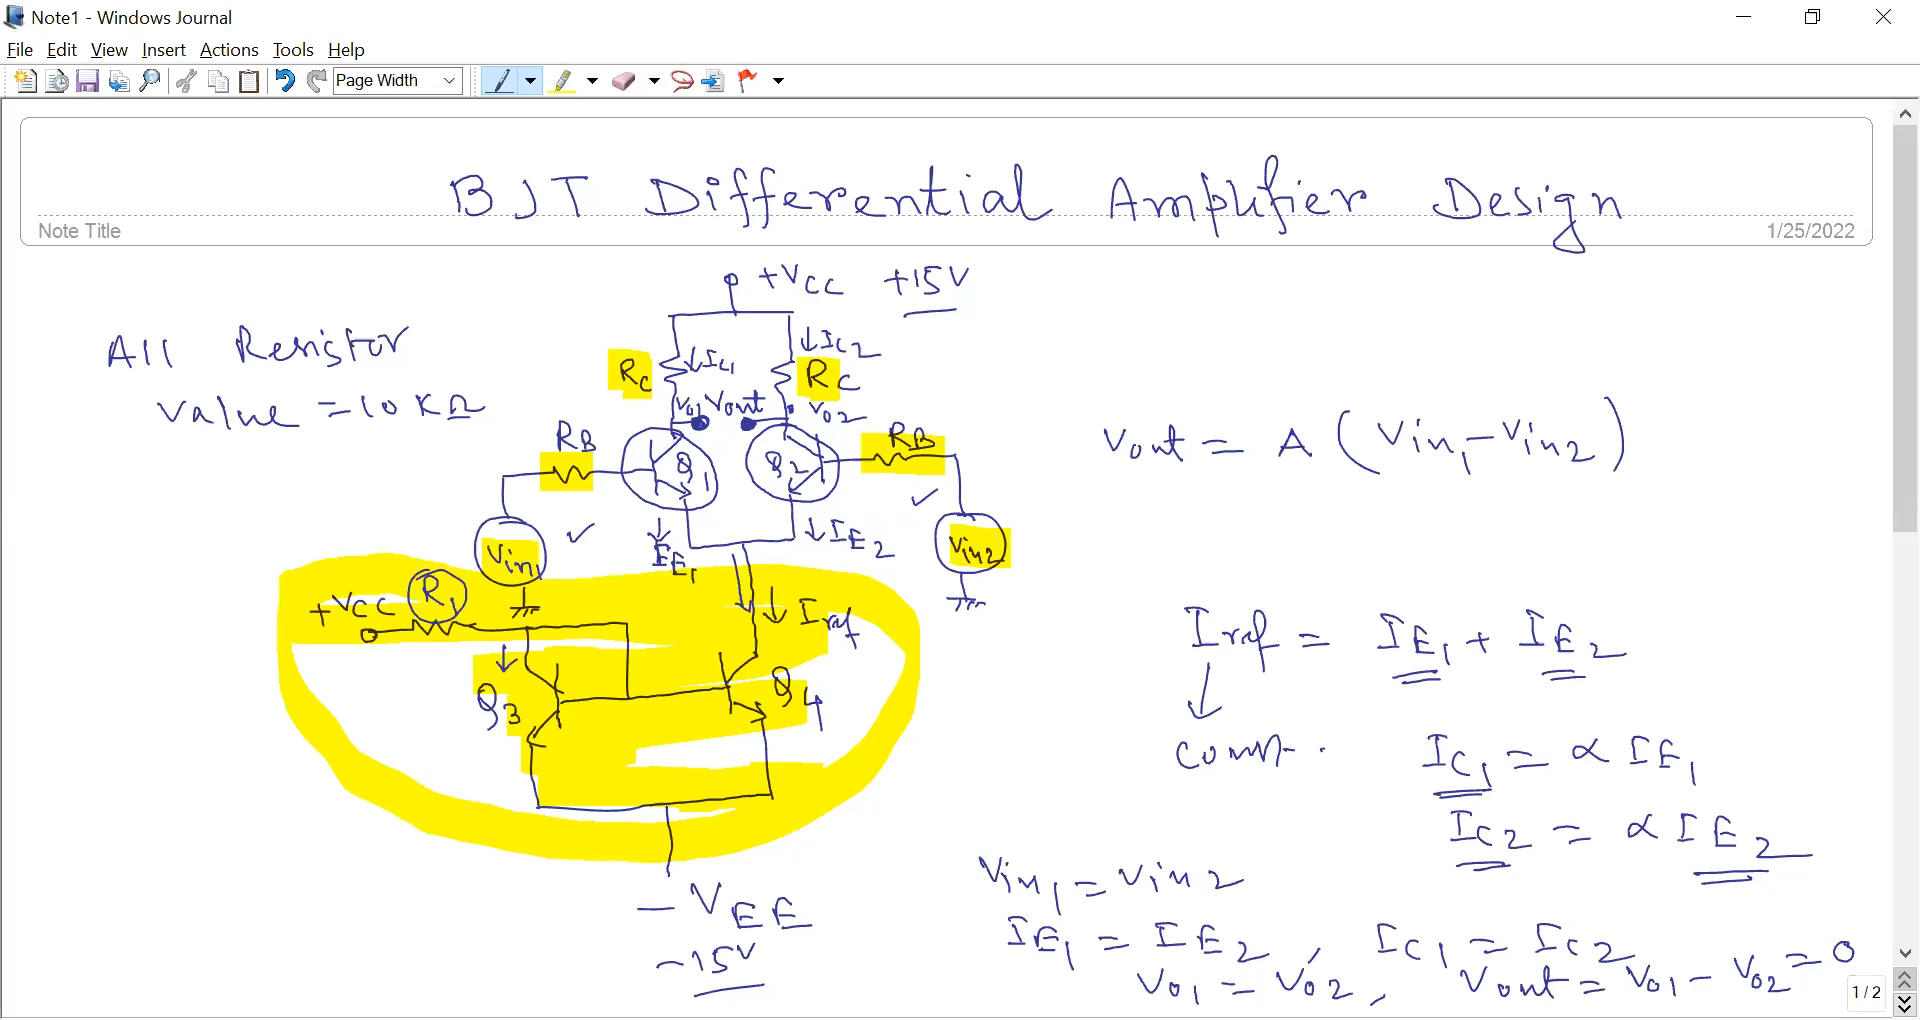 Note1 - Windows Journal
File Edit View Insert Actions Tools Help
Page Width
BJT Differential Amplifier Design
Note Title
1/25/2022
+VCC +15V
All Resistor
Value = 10 KΩ
RC ↓IC1 ↓IC2 RC
Vo1 Vout Vo2
RB Q1 Q2 RB
Vout = A (Vin1 - Vin2)
Vin1 ✓ ↓ IE1 ↓ IE2 ✓ Vin2
+VCC R1 ↓ Iref
Iref = IE1 + IE2
↓
Const.
Q3 Q4
IC1 = α IE1
IC2 = α IE2
-VEE
-15V
Vin1 = Vin2
IE1 = IE2, IC1 = IC2
Vo1 = Vo2, Vout = Vo1 - Vo2 = 0
1 / 2